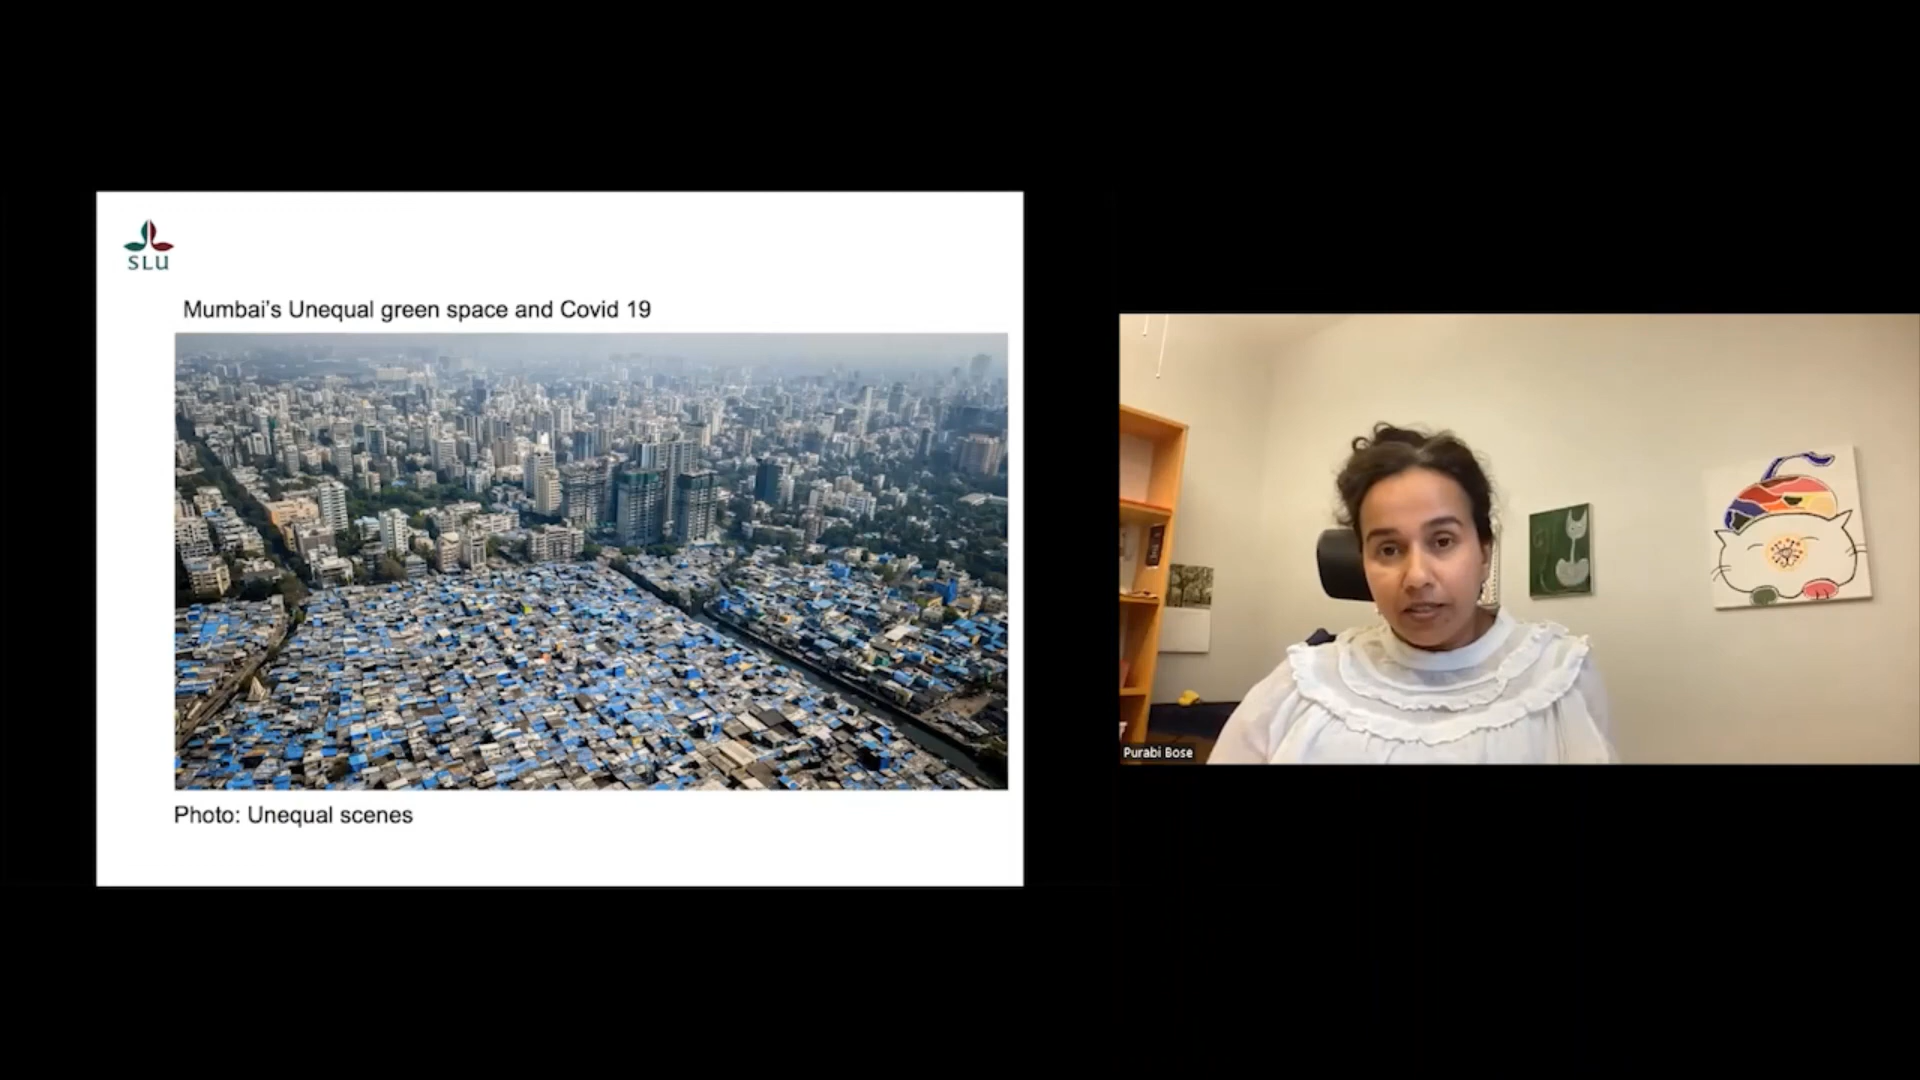 SLU
Mumbai's Unequal green space and Covid 19
Photo: Unequal scenes
Purabi Bose